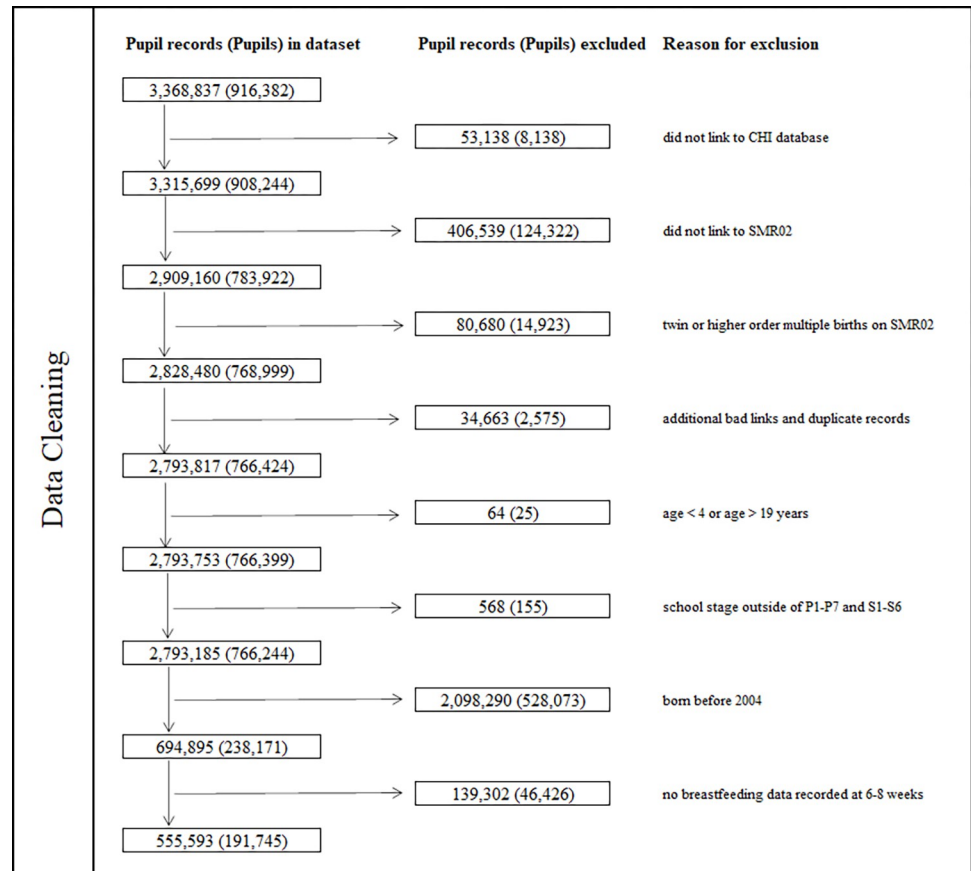 Data Cleaning
Pupil records (Pupils) in dataset
Pupil records (Pupils) excluded
Reason for exclusion
3,368,837 (916,382)
53,138 (8,138)
did not link to CHI database
3,315,699 (908,244)
406,539 (124,322)
did not link to SMR02
2,909,160 (783,922)
80,680 (14,923)
twin or higher order multiple births on SMR02
2,828,480 (768,999)
34,663 (2,575)
additional bad links and duplicate records
2,793,817 (766,424)
64 (25)
age < 4 or age > 19 years
2,793,753 (766,399)
568 (155)
school stage outside of P1-P7 and S1-S6
2,793,185 (766,244)
2,098,290 (528,073)
born before 2004
694,895 (238,171)
139,302 (46,426)
no breastfeeding data recorded at 6-8 weeks
555,593 (191,745)